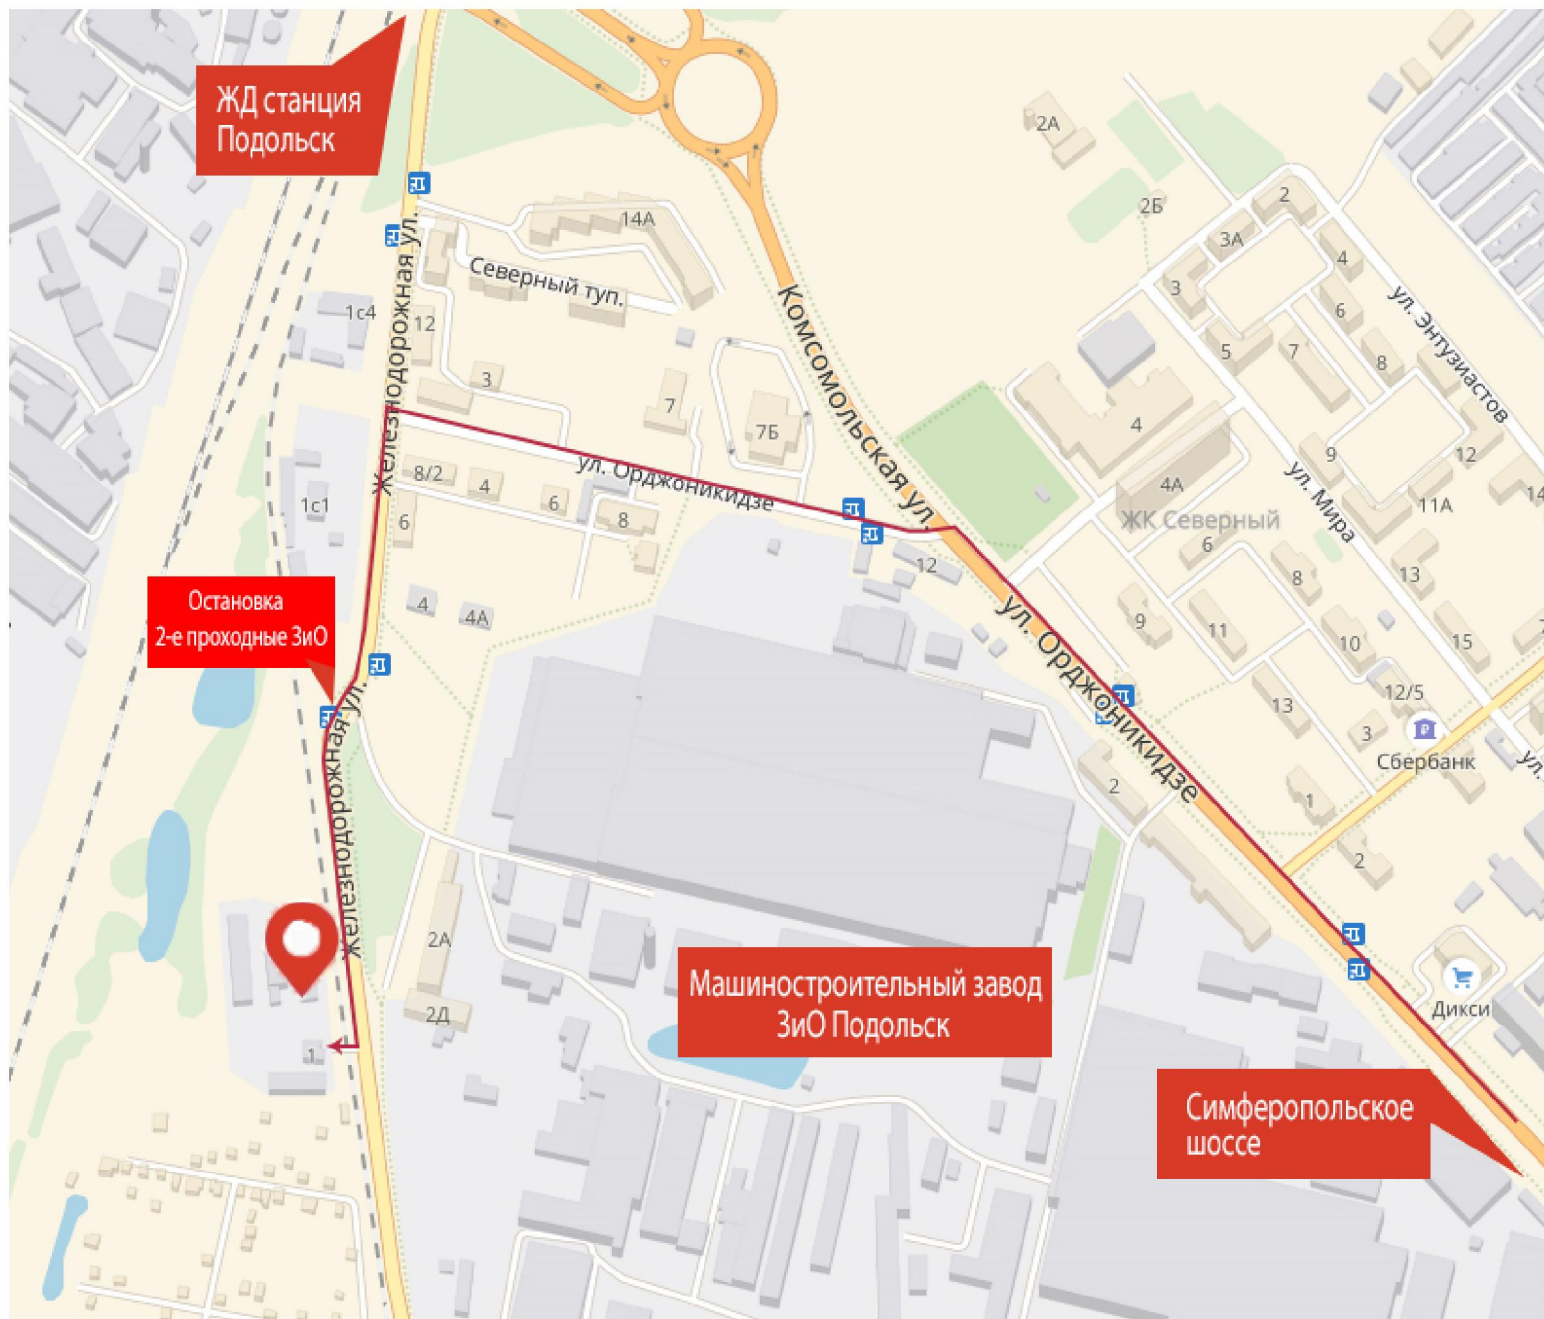 ЖД станция
Подольск
2А
2
2Б
14А
3А
4
Железнодорожная ул.
Северный туп.
3
ул. Энтузиастов
Комсомольская ул.
1с4
12
6
5
7
8
3
7
7Б
4
9
12
ул. Орджоникидзе
8/2
4
6
1с1
4А
ул. Мира
11А
14
6
8
ЖК Северный
12
6
8
13
Остановка
2-е проходные ЗиО
4
4А
ул. Орджоникидзе
9
11
10
15
7
Железнодорожная ул.
13
12/5
3
Сбербанк
ул.
2
1
2
2А
Машиностроительный завод
ЗиО Подольск
2Д
Дикси
1
Симферопольское
шоссе